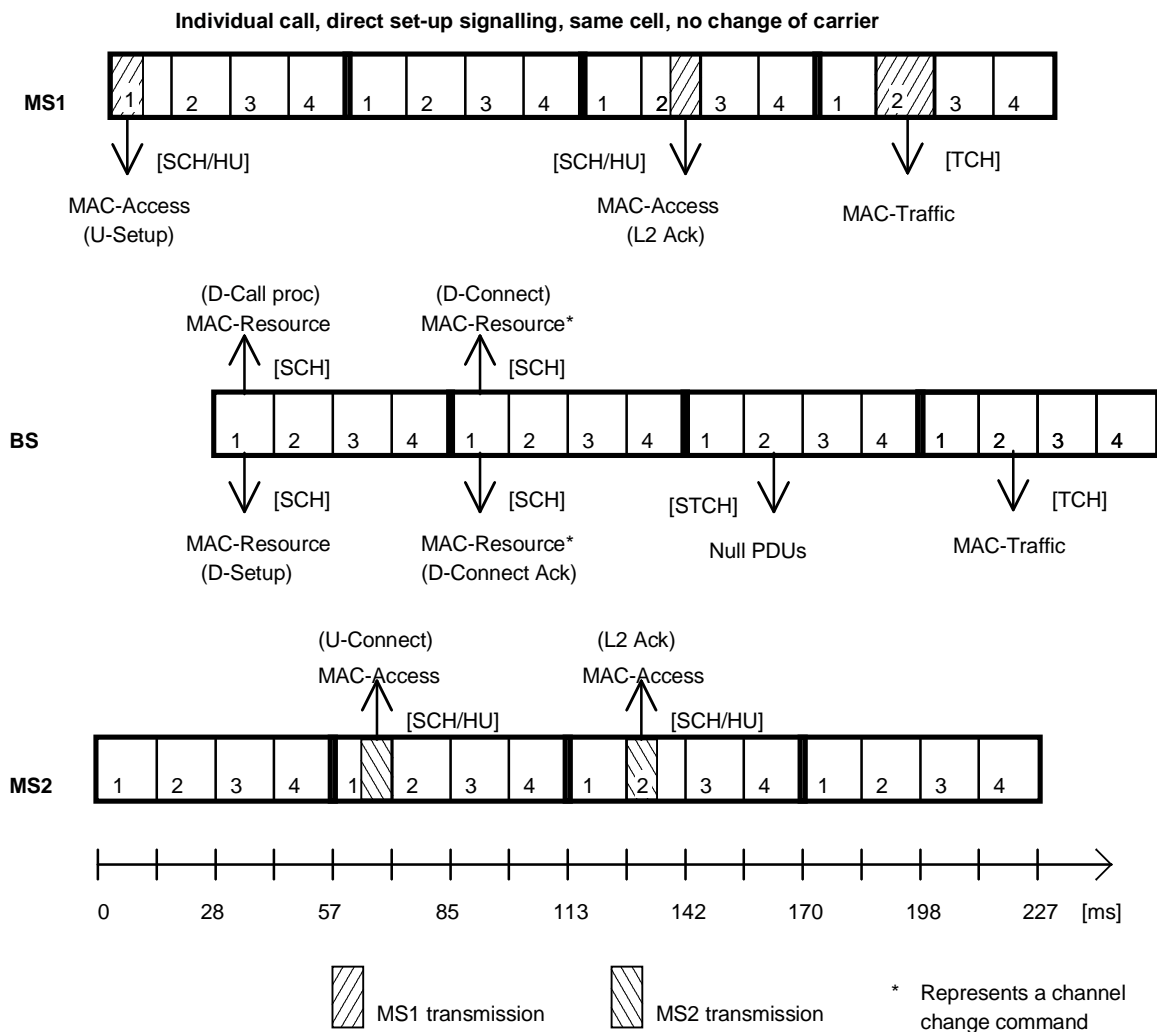 Individual call, direct set-up signalling, same cell, no change of carrier
MS1
1 2 3 4 1 2 3 4 1 2 3 4 1 2 3 4
[SCH/HU] [SCH/HU] [TCH]
MAC-Access MAC-Access MAC-Traffic
(U-Setup) (L2 Ack)
(D-Call proc) (D-Connect)
MAC-Resource MAC-Resource*
[SCH] [SCH]
BS
1 2 3 4 1 2 3 4 1 2 3 4 1 2 3 4
[SCH] [SCH] [STCH] [TCH]
MAC-Resource MAC-Resource* Null PDUs MAC-Traffic
(D-Setup) (D-Connect Ack)
(U-Connect) (L2 Ack)
MAC-Access MAC-Access
[SCH/HU] [SCH/HU]
MS2
1 2 3 4 1 2 3 4 1 2 3 4 1 2 3 4
0 28 57 85 113 142 170 198 227 [ms]
MS1 transmission MS2 transmission * Represents a channel
change command